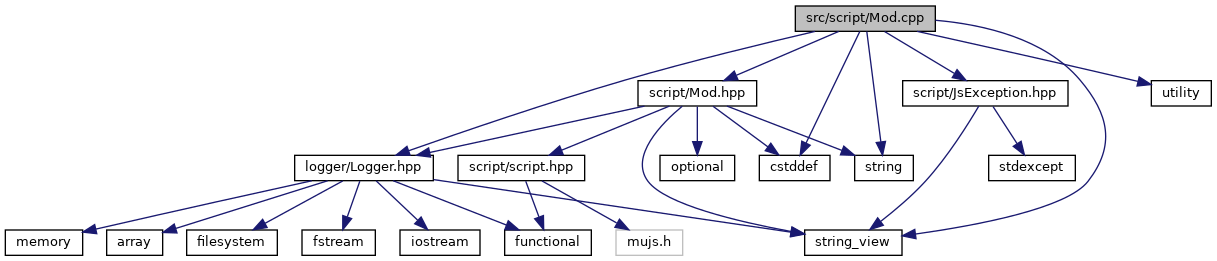 src/script/Mod.cpp
script/Mod.hpp
script/JsException.hpp
utility
logger/Logger.hpp
script/script.hpp
optional
cstddef
string
stdexcept
memory
array
filesystem
fstream
iostream
functional
mujs.h
string_view